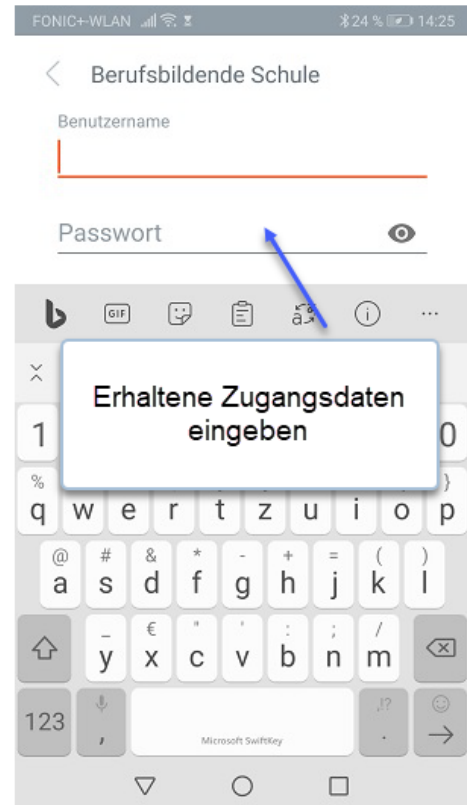 FONIC+-WLAN 24 % 14:25
Berufsbildende Schule
Benutzername
Passwort
GIF
Erhaltene Zugangsdaten
eingeben
1 0
% }
q w e r t z u i o p
@ # & * - + = ( )
a s d f g h j k l
_ € " ' : ; /
y x c v b n m
123 , Microsoft SwiftKey ,!? .